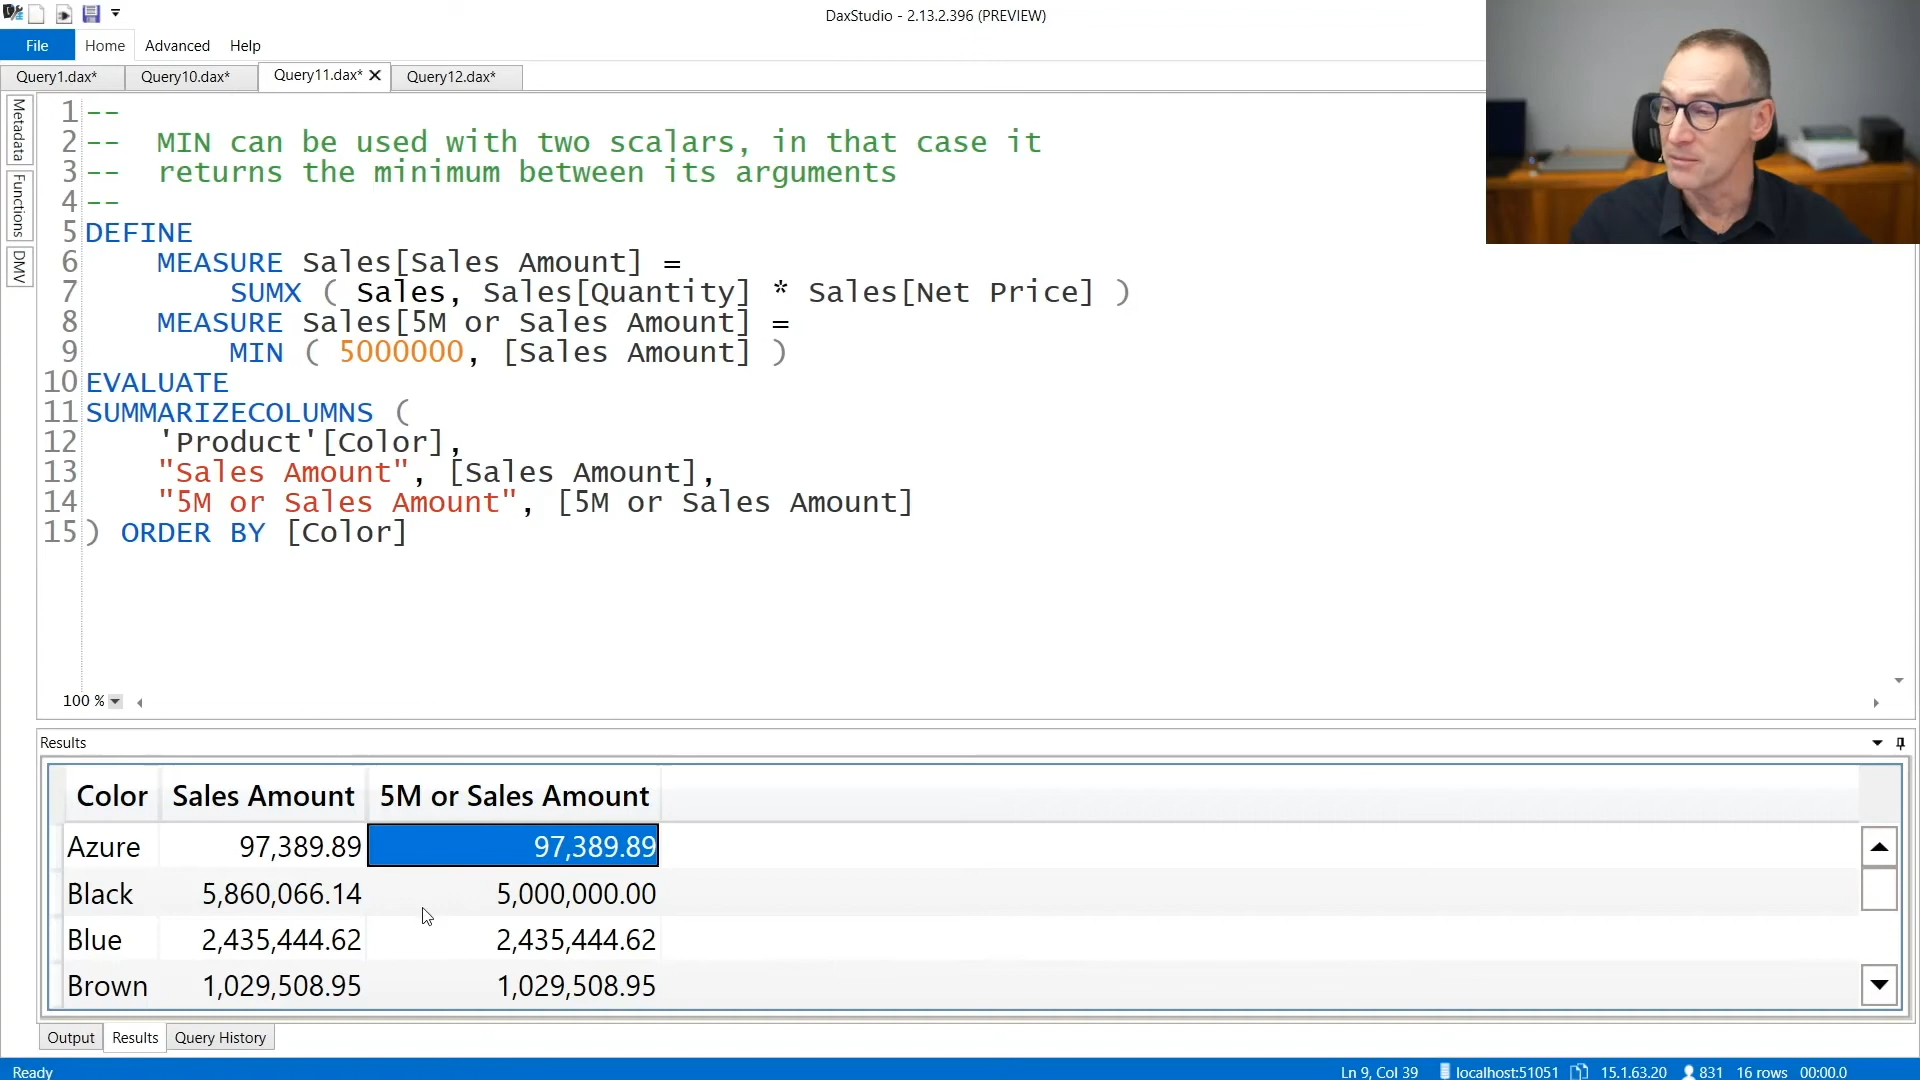 DaxStudio - 2.13.2.396 (PREVIEW)
File Home Advanced Help
Query1.dax* Query10.dax* Query11.dax* Query12.dax*
Metadata
Functions
DMV
1 --
2 --  MIN can be used with two scalars, in that case it
3 --  returns the minimum between its arguments
4 --
5 DEFINE
6     MEASURE Sales[Sales Amount] =
7         SUMX ( Sales, Sales[Quantity] * Sales[Net Price] )
8     MEASURE Sales[5M or Sales Amount] =
9         MIN ( 5000000, [Sales Amount] )
10 EVALUATE
11 SUMMARIZECOLUMNS (
12     'Product'[Color],
13     "Sales Amount", [Sales Amount],
14     "5M or Sales Amount", [5M or Sales Amount]
15 ) ORDER BY [Color]
100 %
Results
Color Sales Amount 5M or Sales Amount
Azure 97,389.89 97,389.89
Black 5,860,066.14 5,000,000.00
Blue 2,435,444.62 2,435,444.62
Brown 1,029,508.95 1,029,508.95
Output Results Query History
Ready Ln 9, Col 39 localhost:51051 15.1.63.20 831 16 rows 00:00.0